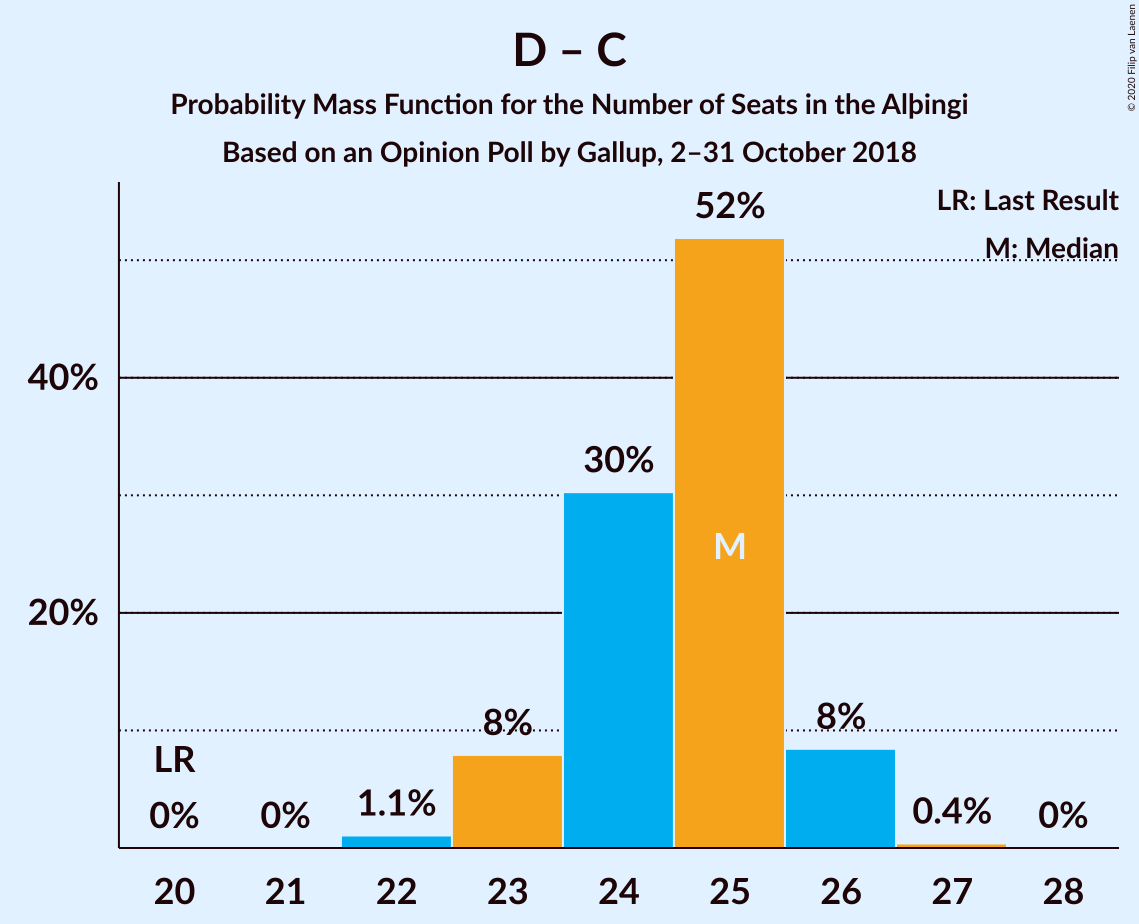 D – C
Probability Mass Function for the Number of Seats in the Alþingi
Based on an Opinion Poll by Gallup, 2–31 October 2018
© 2020 Filip van Laenen
LR: Last Result
M: Median
52%
40%
30%
M
20%
8%
8%
LR
0%
0%
1.1%
0.4%
0%
20 21 22 23 24 25 26 27 28